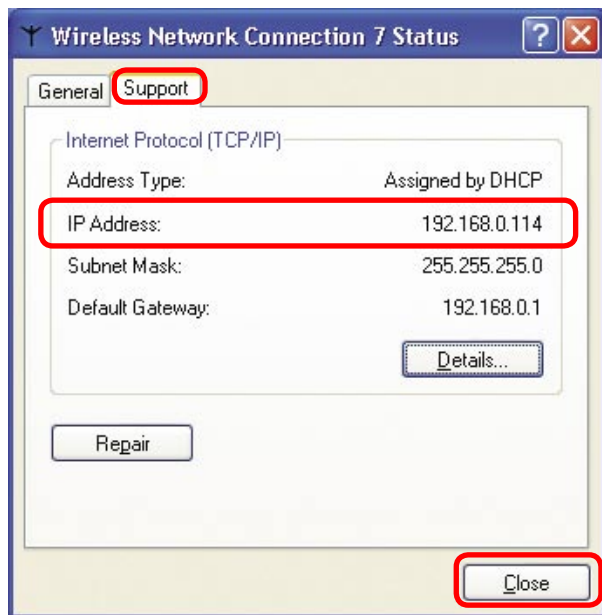 Wireless Network Connection 7 Status ?
General Support
Internet Protocol (TCP/IP)
Address Type: Assigned by DHCP
IP Address: 192.168.0.114
Subnet Mask: 255.255.255.0
Default Gateway: 192.168.0.1
Details...
Repair
Close